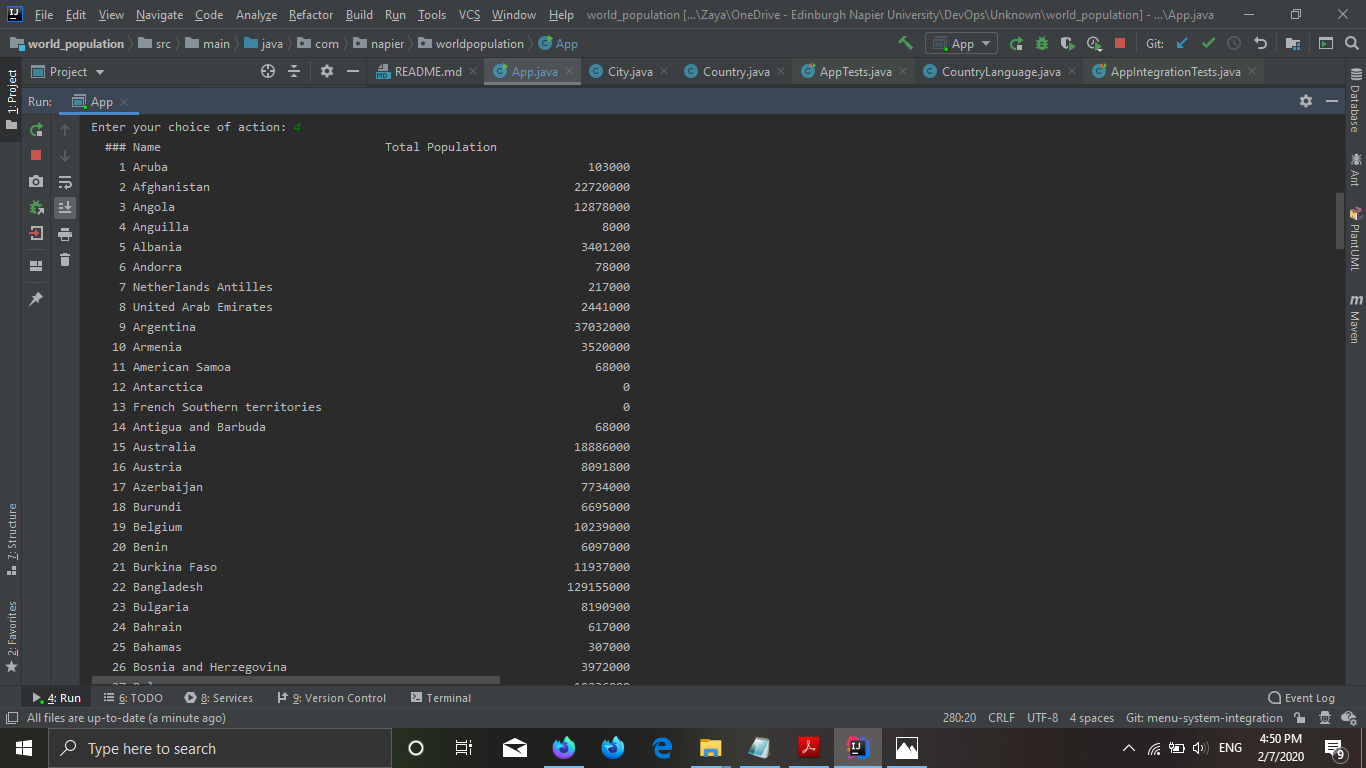 File Edit View Navigate Code Analyze Refactor Build Run Tools VCS Window Help world_population [...\Zaya\OneDrive - Edinburgh Napier University\DevOps\Unknown\world_population] - ...\App.java
world_population src main java com napier worldpopulation App App Git:
1: Project Project README.md App.java City.java Country.java AppTests.java CountryLanguage.java AppIntegrationTests.java
Run: App
Enter your choice of action: 4
### Name Total Population
1 Aruba 103000
2 Afghanistan 22720000
3 Angola 12878000
4 Anguilla 8000
5 Albania 3401200
6 Andorra 78000
7 Netherlands Antilles 217000
8 United Arab Emirates 2441000
9 Argentina 37032000
10 Armenia 3520000
11 American Samoa 68000
12 Antarctica 0
13 French Southern territories 0
14 Antigua and Barbuda 68000
15 Australia 18886000
16 Austria 8091800
17 Azerbaijan 7734000
18 Burundi 6695000
19 Belgium 10239000
20 Benin 6097000
21 Burkina Faso 11937000
22 Bangladesh 129155000
23 Bulgaria 8190900
24 Bahrain 617000
25 Bahamas 307000
26 Bosnia and Herzegovina 3972000
7: Structure
2: Favorites
Database
Ant
PlantUML
m
Maven
4: Run 6: TODO 8: Services 9: Version Control Terminal Event Log
All files are up-to-date (a minute ago) 280:20 CRLF UTF-8 4 spaces Git: menu-system-integration
Type here to search ENG 4:50 PM
2/7/2020 9